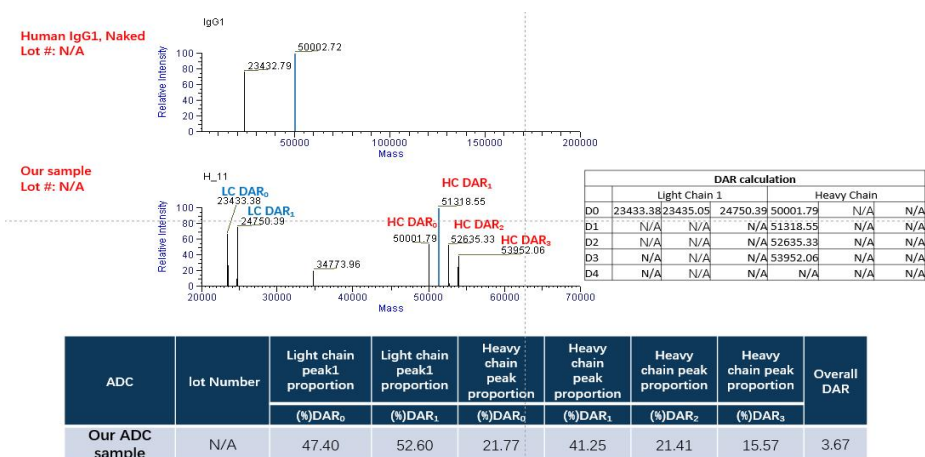 IgG1
Human IgG1, Naked
Lot #: N/A
Relative Intensity
100
80
60
40
20
0
23432.79
50002.72
50000
100000
150000
200000
Mass
Our sample
Lot #: N/A
H_11
Relative Intensity
100
80
60
40
20
0
LC DAR0
23433.38
LC DAR1
24750.39
34773.96
HC DAR0
50001.79
HC DAR1
51318.55
HC DAR2
52635.33
HC DAR3
53952.06
20000
30000
40000
50000
60000
70000
Mass
DAR calculation
Light Chain 1 Heavy Chain
D0 23433.38 23435.05 24750.39 50001.79 N/A N/A
D1 N/A N/A N/A 51318.55 N/A N/A
D2 N/A N/A N/A 52635.33 N/A N/A
D3 N/A N/A N/A 53952.06 N/A N/A
D4 N/A N/A N/A N/A N/A N/A
ADC
lot Number
Light chain
peak1
proportion
(%)DAR0
Light chain
peak1
proportion
(%)DAR1
Heavy
chain
peak
proportion
(%)DAR0
Heavy
chain
peak
proportion
(%)DAR1
Heavy
chain peak
proportion
(%)DAR2
Heavy
chain peak
proportion
(%)DAR3
Overall
DAR
Our ADC
sample
N/A
47.40
52.60
21.77
41.25
21.41
15.57
3.67